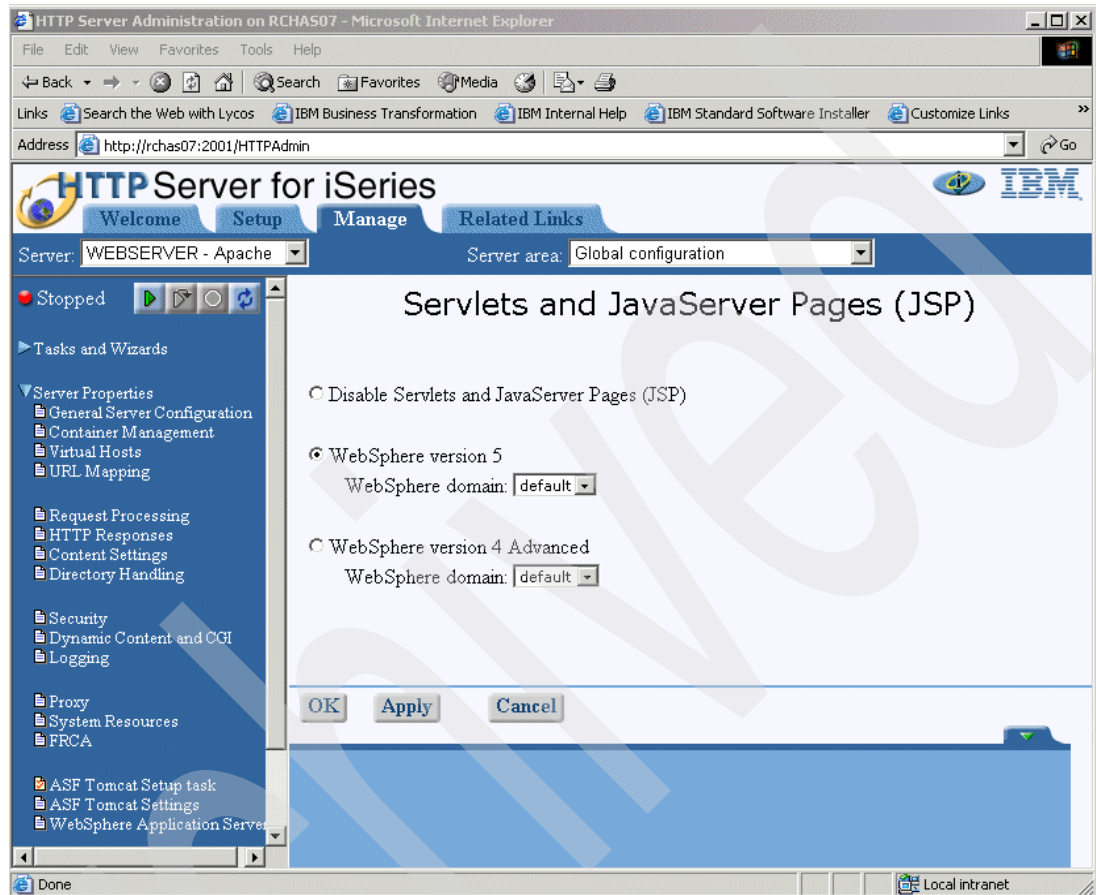 HTTP Server Administration on RCHAS07 - Microsoft Internet Explorer
File Edit View Favorites Tools Help
Back Search Favorites Media
Links Search the Web with Lycos IBM Business Transformation IBM Internal Help IBM Standard Software Installer Customize Links »
Address http://rchas07:2001/HTTPAdmin Go
HTTP Server for iSeries IBM
Welcome Setup Manage Related Links
Server: WEBSERVER - Apache Server area: Global configuration
Stopped
Servlets and JavaServer Pages (JSP)
Tasks and Wizards
Server Properties
General Server Configuration
Container Management
Virtual Hosts
URL Mapping
Request Processing
HTTP Responses
Content Settings
Directory Handling
Security
Dynamic Content and CGI
Logging
Proxy
System Resources
FRCA
ASF Tomcat Setup task
ASF Tomcat Settings
WebSphere Application Server
Disable Servlets and JavaServer Pages (JSP)
WebSphere version 5
WebSphere domain: default
WebSphere version 4 Advanced
WebSphere domain: default
OK Apply Cancel
Done Local intranet